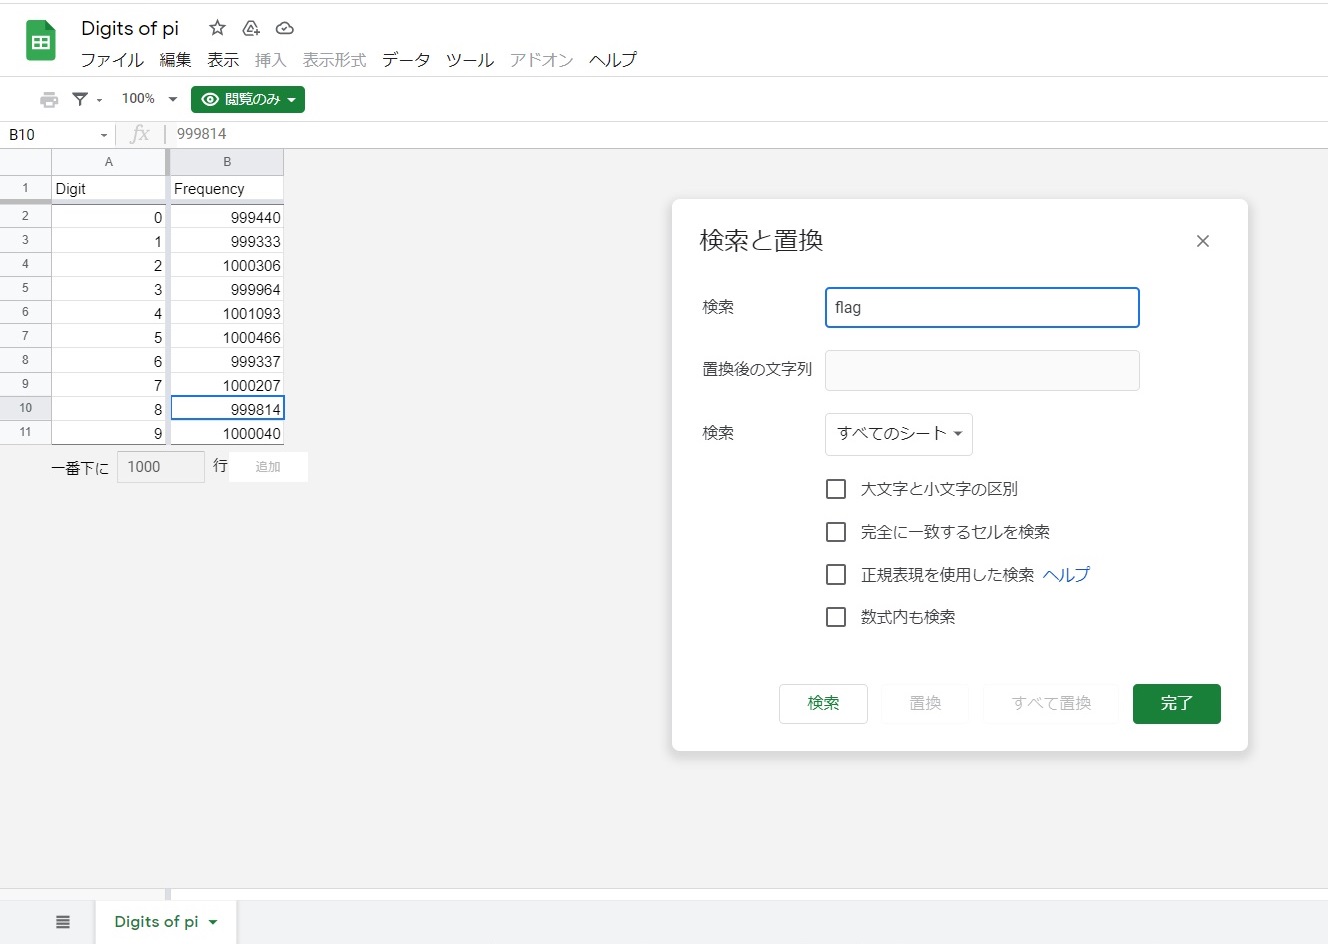 Digits of pi
ファイル 編集 表示 挿入 表示形式 データ ツール アドオン ヘルプ
100% 閲覧のみ
B10 fx 999814
A B
1 Digit Frequency
2 0 999440
3 1 999333
4 2 1000306
5 3 999964
6 4 1001093
7 5 1000466
8 6 999337
9 7 1000207
10 8 999814
11 9 1000040
一番下に 1000 行 追加
検索と置換
検索 flag
置換後の文字列
検索 すべてのシート
大文字と小文字の区別
完全に一致するセルを検索
正規表現を使用した検索 ヘルプ
数式内も検索
検索 置換 すべて置換 完了
Digits of pi